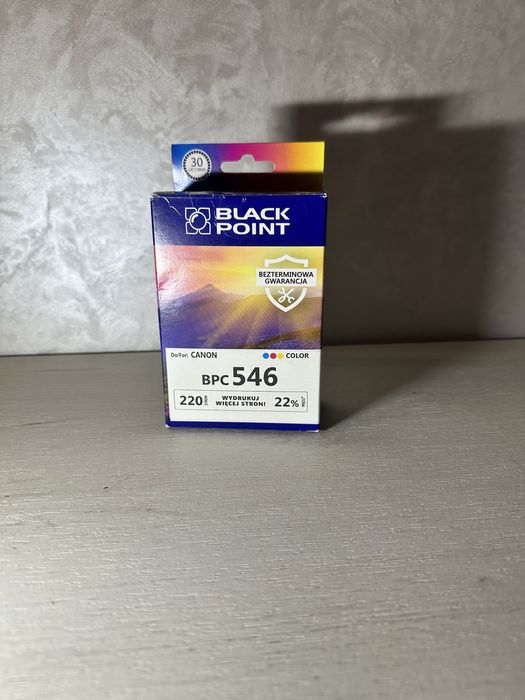 30
BLACK
POINT
BEZTERMINOWA
GWARANCJA
Do/For: CANON
COLOR
BPC 546
220
WYDRUKUJ
WIĘCEJ STRON!
22%